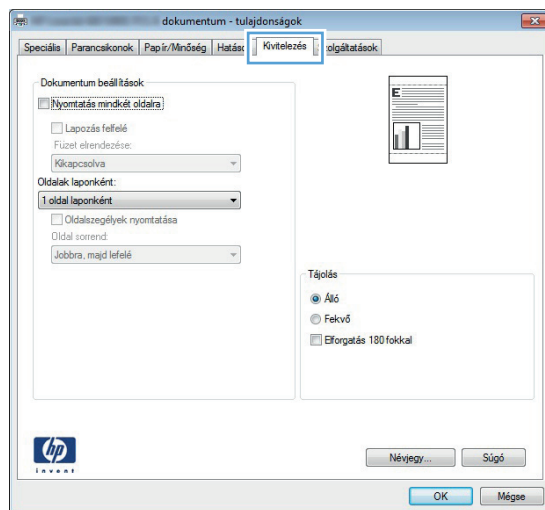 dokumentum - tulajdonságok
Speciális Parancsikonok Papír/Minőség Kivitelezés
Dokumentum beállítások
Nyomtatás mindkét oldalra
Lapozás felfelé
Füzet elrendezése:
Kikapcsolva
Oldalak laponként:
1 oldal laponként
Oldalszegélyek nyomtatása
Oldal sorrend:
Jobbra, majd lefelé
E
Tájolás
Álló
Fekvő
Elforgatás 180 fokkal
hp
invent
Névjegy... Súgó
OK Mégse